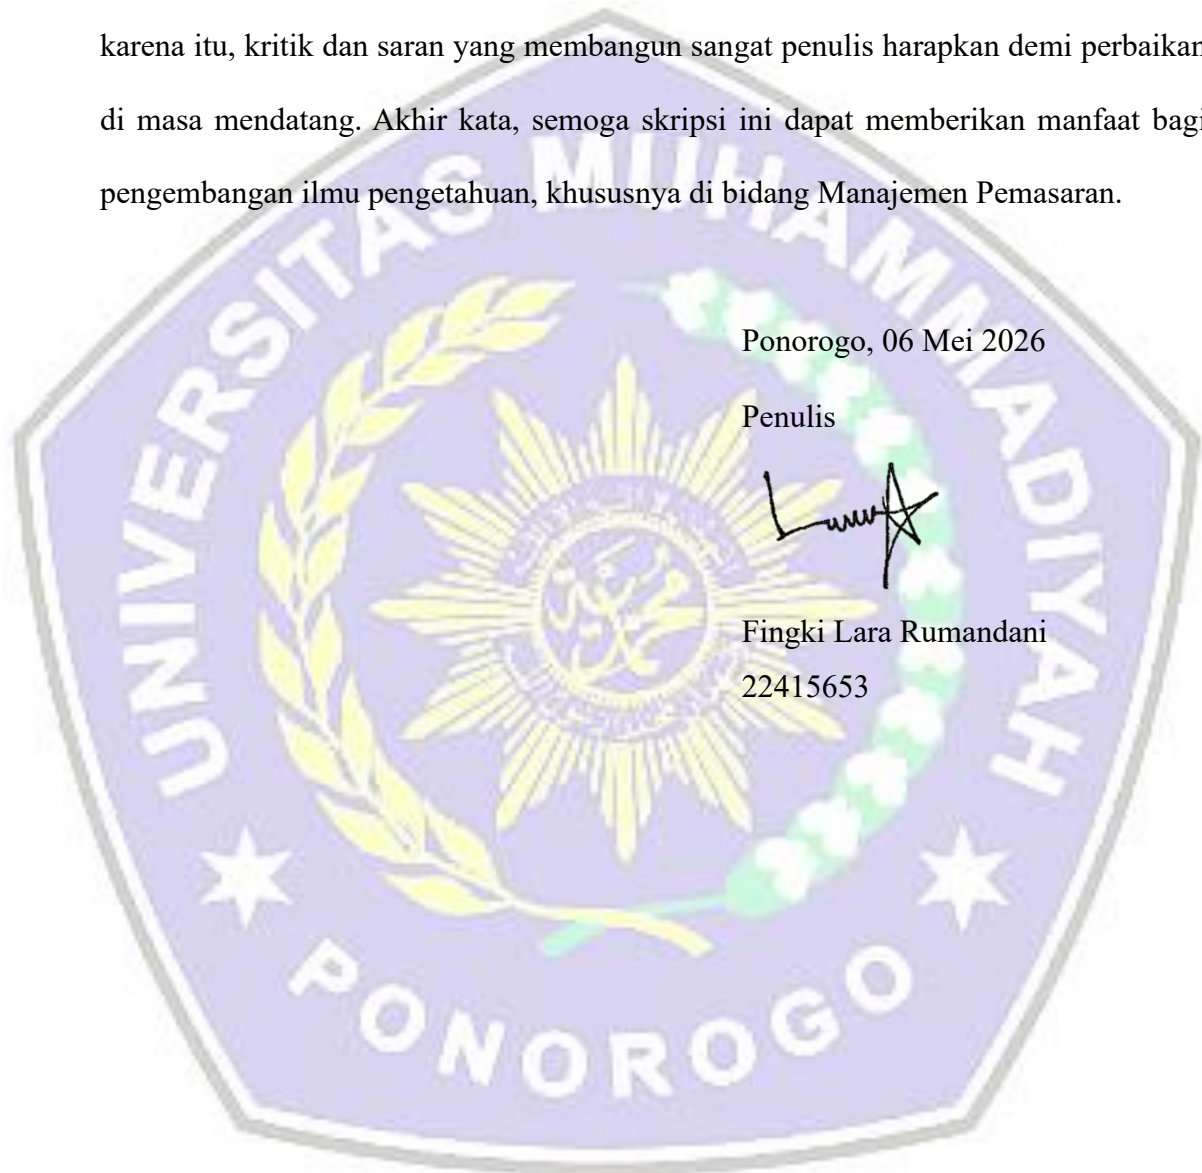 karena itu, kritik dan saran yang membangun sangat penulis harapkan demi perbaikan
di masa mendatang. Akhir kata, semoga skripsi ini dapat memberikan manfaat bagi
pengembangan ilmu pengetahuan, khususnya di bidang Manajemen Pemasaran.
UNIVERSITAS MUHAMMADIYAH
Ponorogo, 06 Mei 2026
Penulis
Fingki Lara Rumandani
22415653
PONOROGO